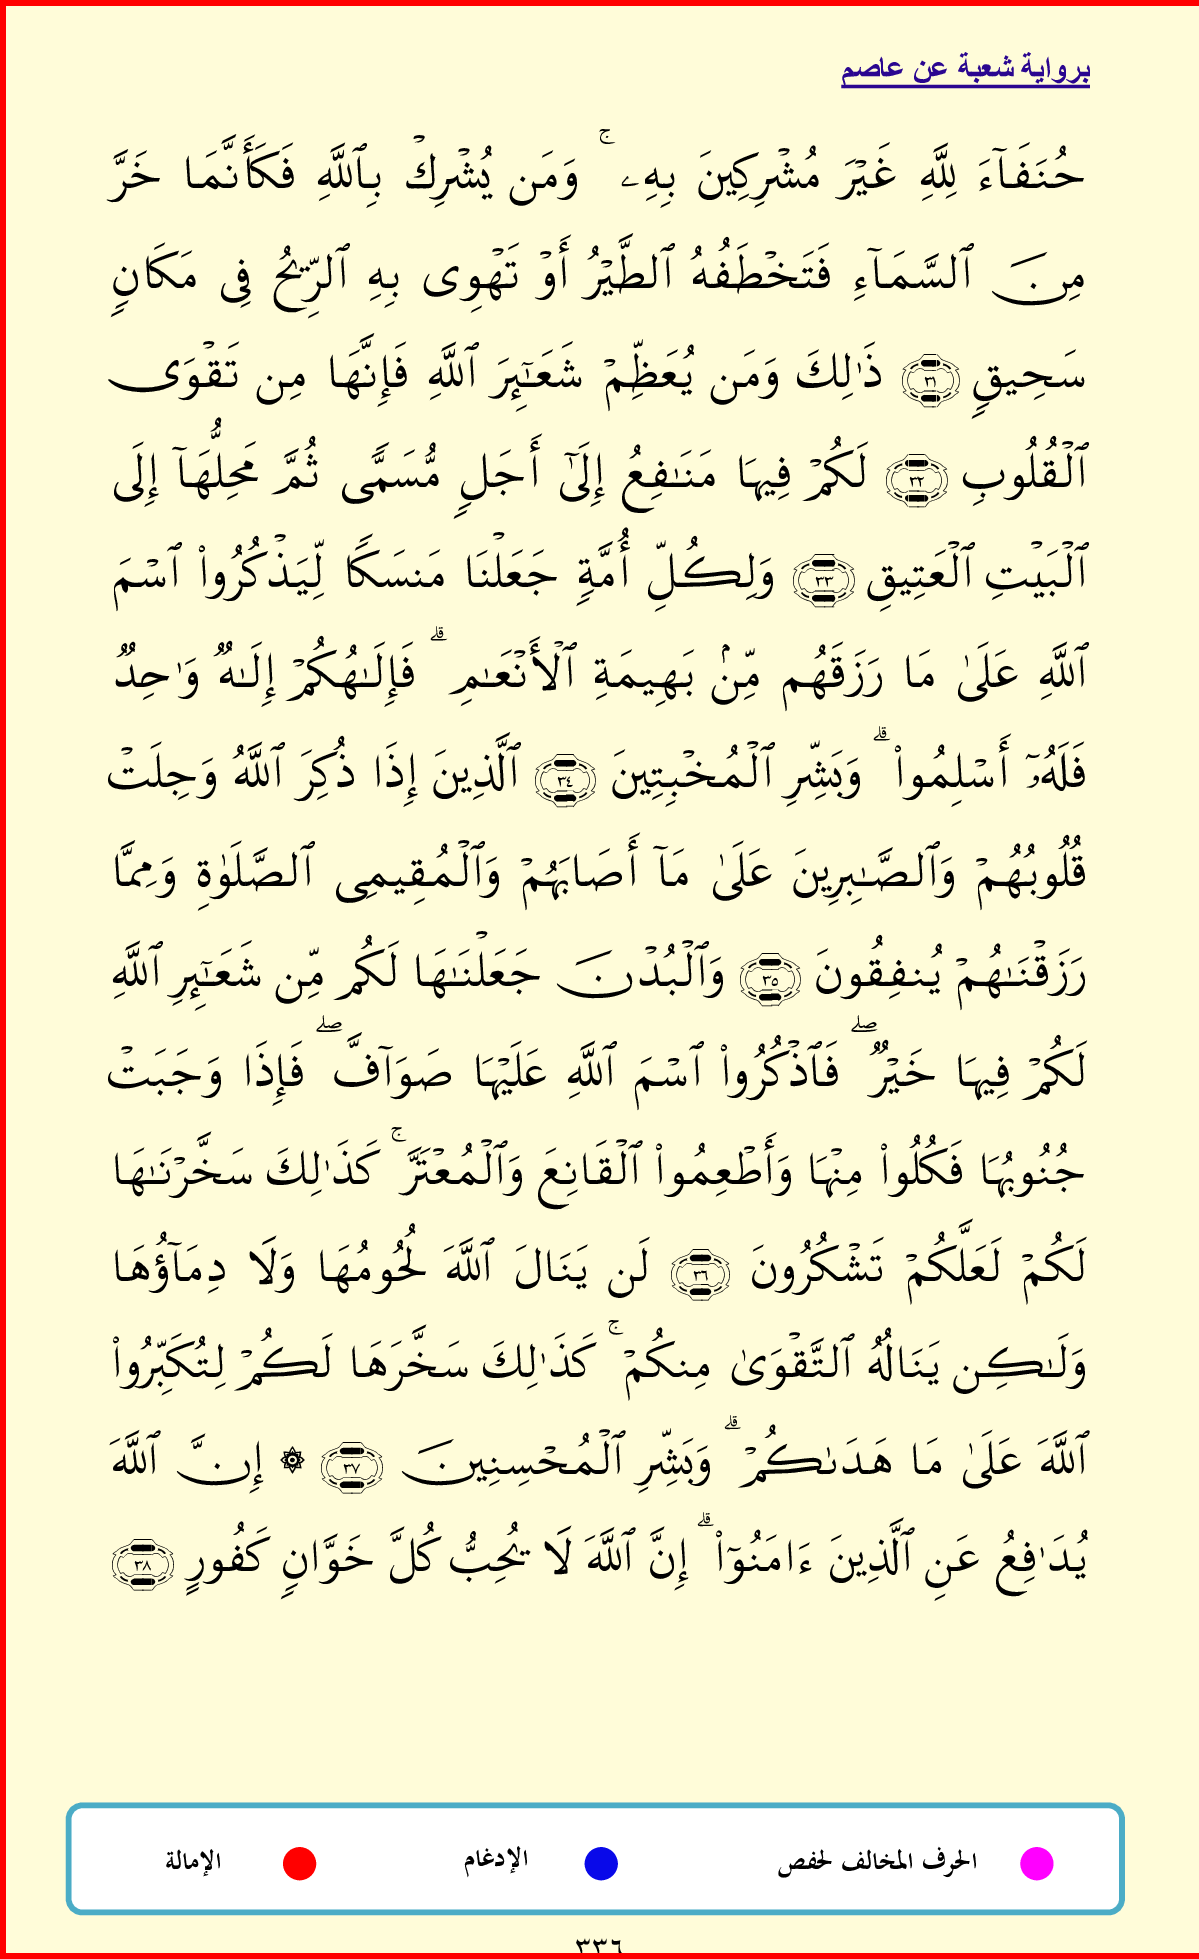 برواية شعبة عن عاصم
حُنَفَآءَ لِلَّهِ غَيْرَ مُشْرِكِينَ بِهِۦ ۚ وَمَن يُشْرِكْ بِٱللَّهِ فَكَأَنَّمَا خَرَّ
مِنَ ٱلسَّمَآءِ فَتَخْطَفُهُ ٱلطَّيْرُ أَوْ تَهْوِى بِهِ ٱلرِّيحُ فِى مَكَانٍ
سَحِيقٍ ٣١ ذَٰلِكَ وَمَن يُعَظِّمْ شَعَـٰٓئِرَ ٱللَّهِ فَإِنَّهَا مِن تَقْوَى
ٱلْقُلُوبِ ٣٢ لَكُمْ فِيهَا مَنَـٰفِعُ إِلَىٰٓ أَجَلٍ مُّسَمًّى ثُمَّ مَحِلُّهَآ إِلَى
ٱلْبَيْتِ ٱلْعَتِيقِ ٣٣ وَلِكُلِّ أُمَّةٍ جَعَلْنَا مَنسَكًا لِّيَذْكُرُوا۟ ٱسْمَ
ٱللَّهِ عَلَىٰ مَا رَزَقَهُم مِّنۢ بَهِيمَةِ ٱلْأَنْعَـٰمِ ۗ فَإِلَـٰهُكُمْ إِلَـٰهٌ وَٰحِدٌ
فَلَهُۥٓ أَسْلِمُوا۟ ۗ وَبَشِّرِ ٱلْمُخْبِتِينَ ٣٤ ٱلَّذِينَ إِذَا ذُكِرَ ٱللَّهُ وَجِلَتْ
قُلُوبُهُمْ وَٱلصَّـٰبِرِينَ عَلَىٰ مَآ أَصَابَهُمْ وَٱلْمُقِيمِى ٱلصَّلَوٰةِ وَمِمَّا
رَزَقْنَـٰهُمْ يُنفِقُونَ ٣٥ وَٱلْبُدْنَ جَعَلْنَـٰهَا لَكُم مِّن شَعَـٰٓئِرِ ٱللَّهِ
لَكُمْ فِيهَا خَيْرٌ ۖ فَٱذْكُرُوا۟ ٱسْمَ ٱللَّهِ عَلَيْهَا صَوَآفَّ ۖ فَإِذَا وَجَبَتْ
جُنُوبُهَا فَكُلُوا۟ مِنْهَا وَأَطْعِمُوا۟ ٱلْقَانِعَ وَٱلْمُعْتَرَّ ۚ كَذَٰلِكَ سَخَّرْنَـٰهَا
لَكُمْ لَعَلَّكُمْ تَشْكُرُونَ ٣٦ لَن يَنَالَ ٱللَّهَ لُحُومُهَا وَلَا دِمَآؤُهَا
وَلَـٰكِن يَنَالُهُ ٱلتَّقْوَىٰ مِنكُمْ ۚ كَذَٰلِكَ سَخَّرَهَا لَكُمْ لِتُكَبِّرُوا۟
ٱللَّهَ عَلَىٰ مَا هَدَىٰكُمْ ۗ وَبَشِّرِ ٱلْمُحْسِنِينَ ٣٧ ۞ إِنَّ ٱللَّهَ
يُدَٰفِعُ عَنِ ٱلَّذِينَ ءَامَنُوٓا۟ ۗ إِنَّ ٱللَّهَ لَا يُحِبُّ كُلَّ خَوَّانٍ كَفُورٍ ٣٨
الحرف المخالف لحفص الإدغام الإمالة
٣٣٦